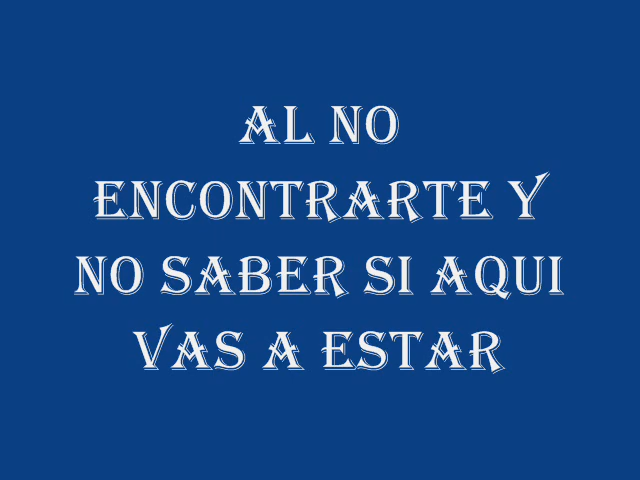 AL NO
ENCONTRARTE Y
NO SABER SI AQUI
VAS A ESTAR